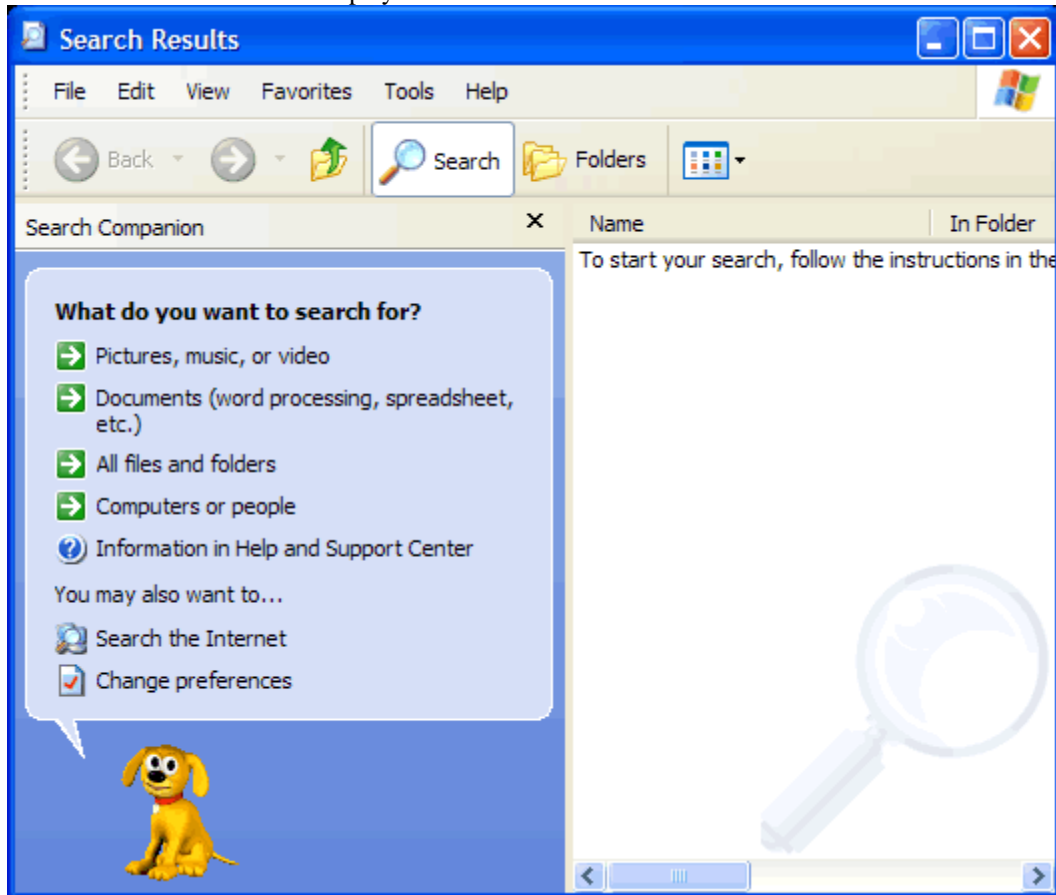 Search Results
File Edit View Favorites Tools Help
Back Search Folders
Search Companion
Name In Folder
To start your search, follow the instructions in the
What do you want to search for?
Pictures, music, or video
Documents (word processing, spreadsheet,
etc.)
All files and folders
Computers or people
Information in Help and Support Center
You may also want to...
Search the Internet
Change preferences